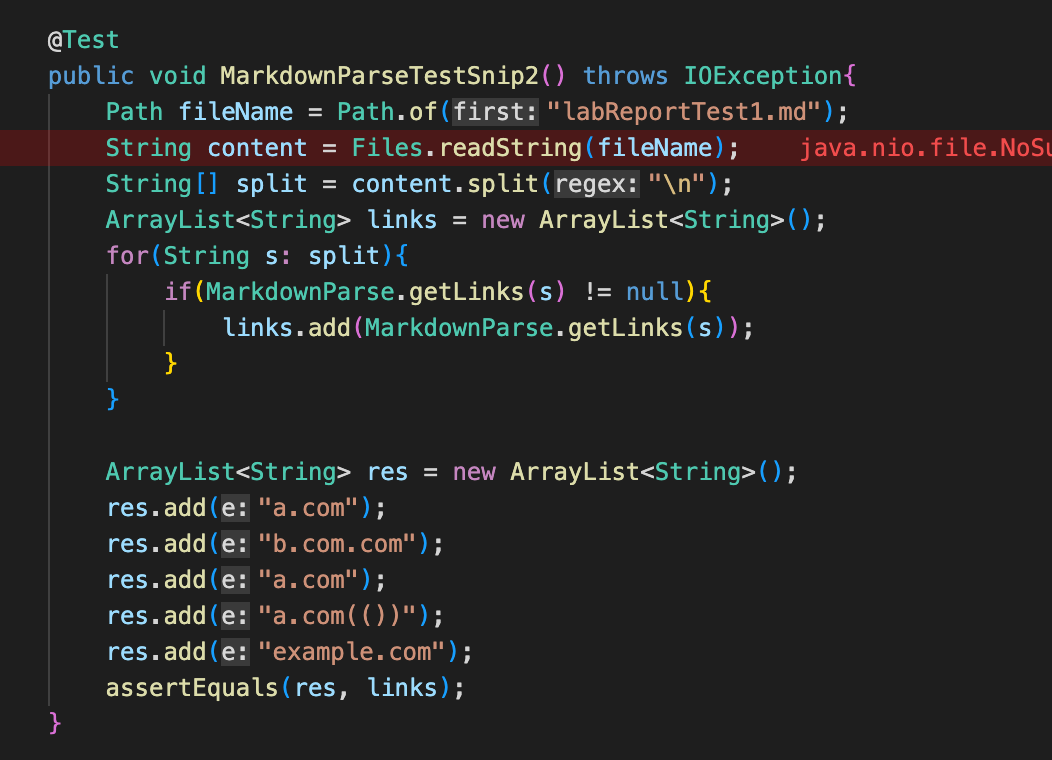 @Test
public void MarkdownParseTestSnip2() throws IOException{
Path fileName = Path.of(first: "labReportTest1.md");
String content = Files.readString(fileName); java.nio.file.NoSu
String[] split = content.split(regex: "\n");
ArrayList<String> links = new ArrayList<String>();
for(String s: split){
if(MarkdownParse.getLinks(s) != null){
links.add(MarkdownParse.getLinks(s));
}
}
ArrayList<String> res = new ArrayList<String>();
res.add(e: "a.com");
res.add(e: "b.com.com");
res.add(e: "a.com");
res.add(e: "a.com(())");
res.add(e: "example.com");
assertEquals(res, links);
}